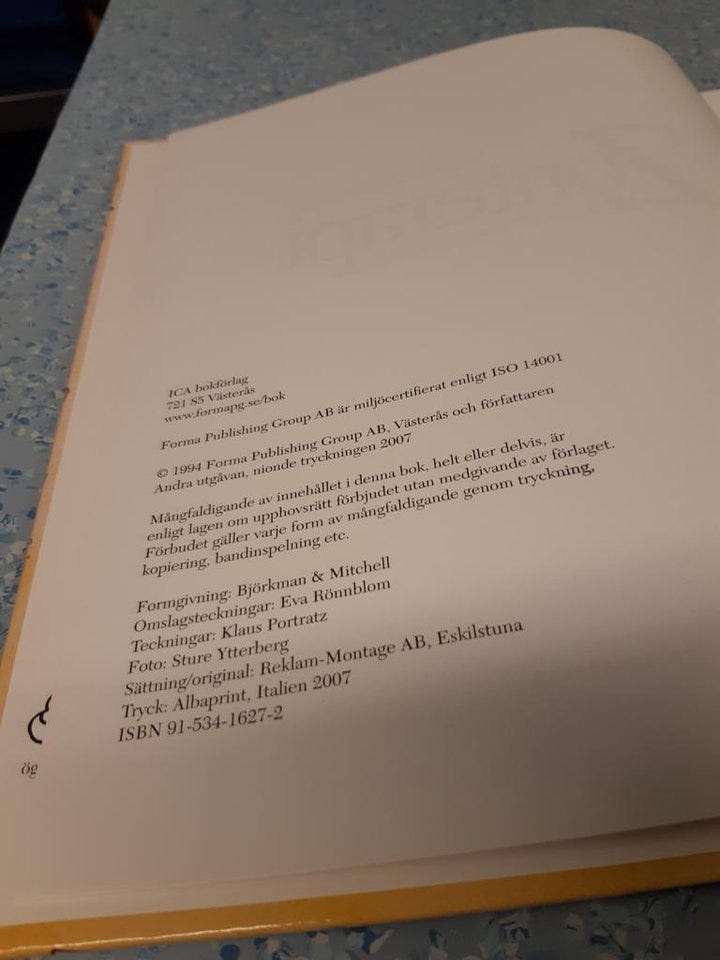 ICA bokförlag
721 85 Västerås
www.formapg.se/bok
Forma Publishing Group AB är miljöcertifierat enligt ISO 14001
© 1994 Forma Publishing Group AB, Västerås och författaren
Andra utgåvan, nionde tryckningen 2007
Mångfaldigande av innehållet i denna bok, helt eller delvis, är
enligt lagen om upphovsrätt förbjudet utan medgivande av förlaget.
Förbudet gäller varje form av mångfaldigande genom tryckning,
kopiering, bandinspelning etc.
Formgivning: Björkman & Mitchell
Omslagsteckningar: Eva Rönnblom
Teckningar: Klaus Portratz
Foto: Sture Ytterberg
Sättning/original: Reklam-Montage AB, Eskilstuna
Tryck: Albaprint, Italien 2007
ISBN 91-534-1627-2
ög